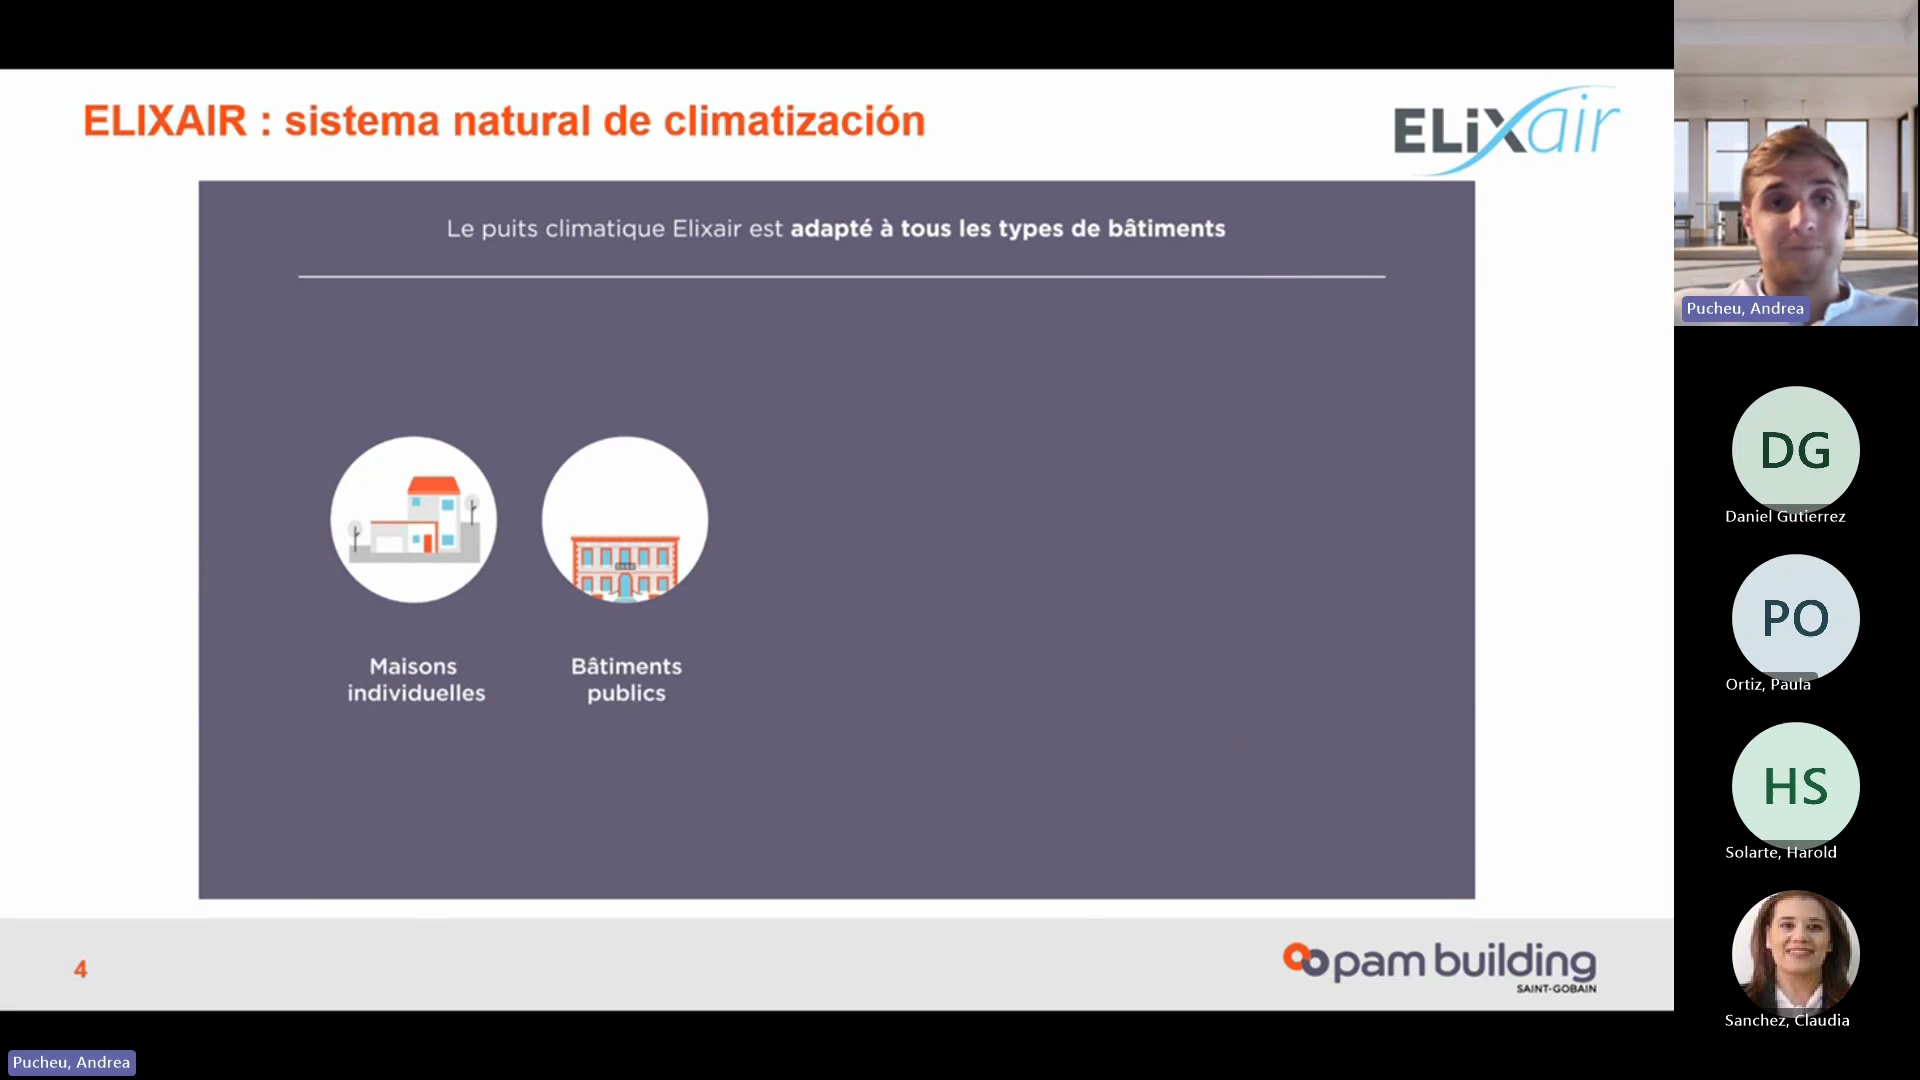 ELIXAIR : sistema natural de climatización
ELiXair
Le puits climatique Elixair est adapté à tous les types de bâtiments
Maisons
individuelles
Bâtiments
publics
4
pam building
SAINT-GOBAIN
Pucheu, Andrea
DG
Daniel Gutierrez
PO
Ortiz, Paula
HS
Solarte, Harold
Sanchez, Claudia
Pucheu, Andrea